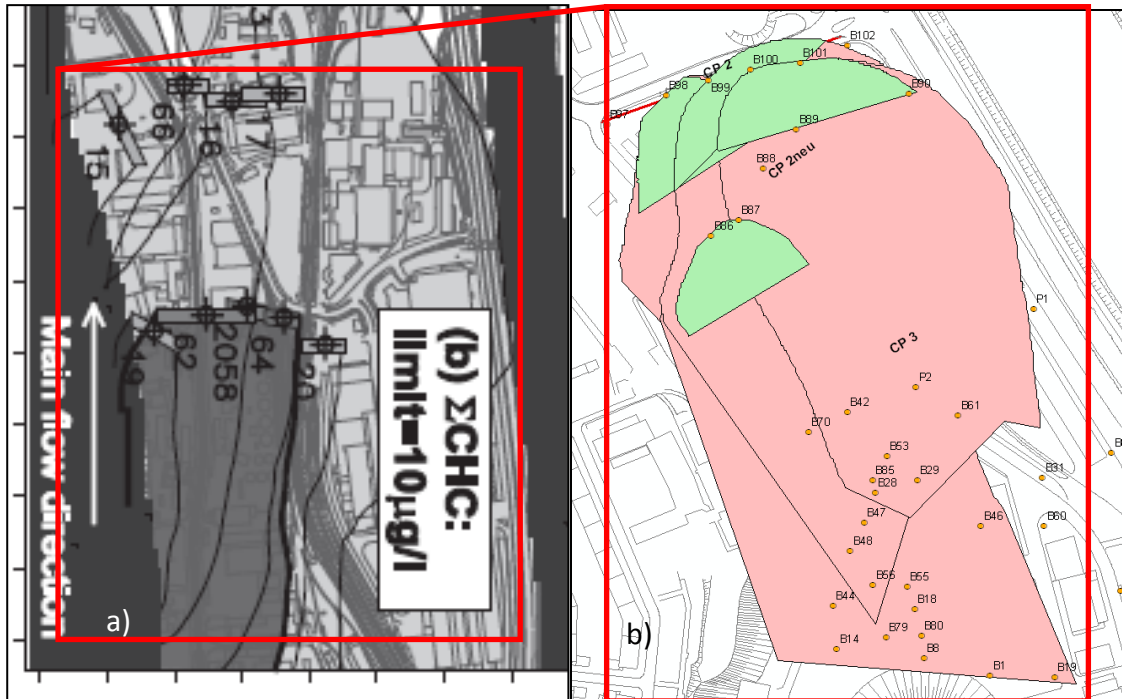 66
15
17
62
2058
64
20
(b) ΣCHC:
limit=10µg/l
Main flow direction
a)
B102
B101
B100
CP 2
B99
B98
B97
B90
B89
B88
CP 2neu
B87
B86
P1
CP 3
P2
B42
B61
B70
B53
B85
B29
B28
B31
B47
B46
B60
B48
B56
B55
B44
B18
B79
B80
B14
B8
B1
B19
b)